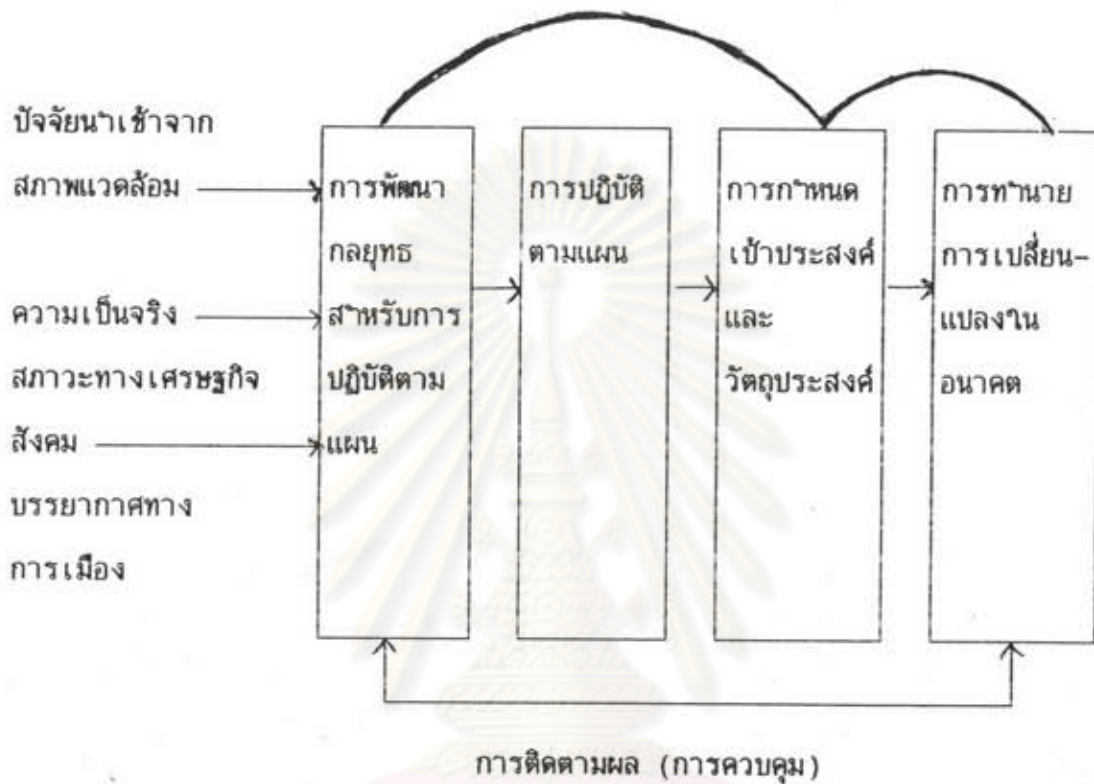 ปัจจัยนำเข้าจาก
สภาพแวดล้อม
ความเป็นจริง
สภาวะทางเศรษฐกิจ
สังคม
บรรยากาศทาง
การเมือง
การพัฒนา
กลยุทธ
สำหรับการ
ปฏิบัติตาม
แผน
การปฏิบัติ
ตามแผน
การกำหนด
เป้าประสงค์
และ
วัตถุประสงค์
การทำนาย
การเปลี่ยน-
แปลงใน
อนาคต
การติดตามผล (การควบคุม)